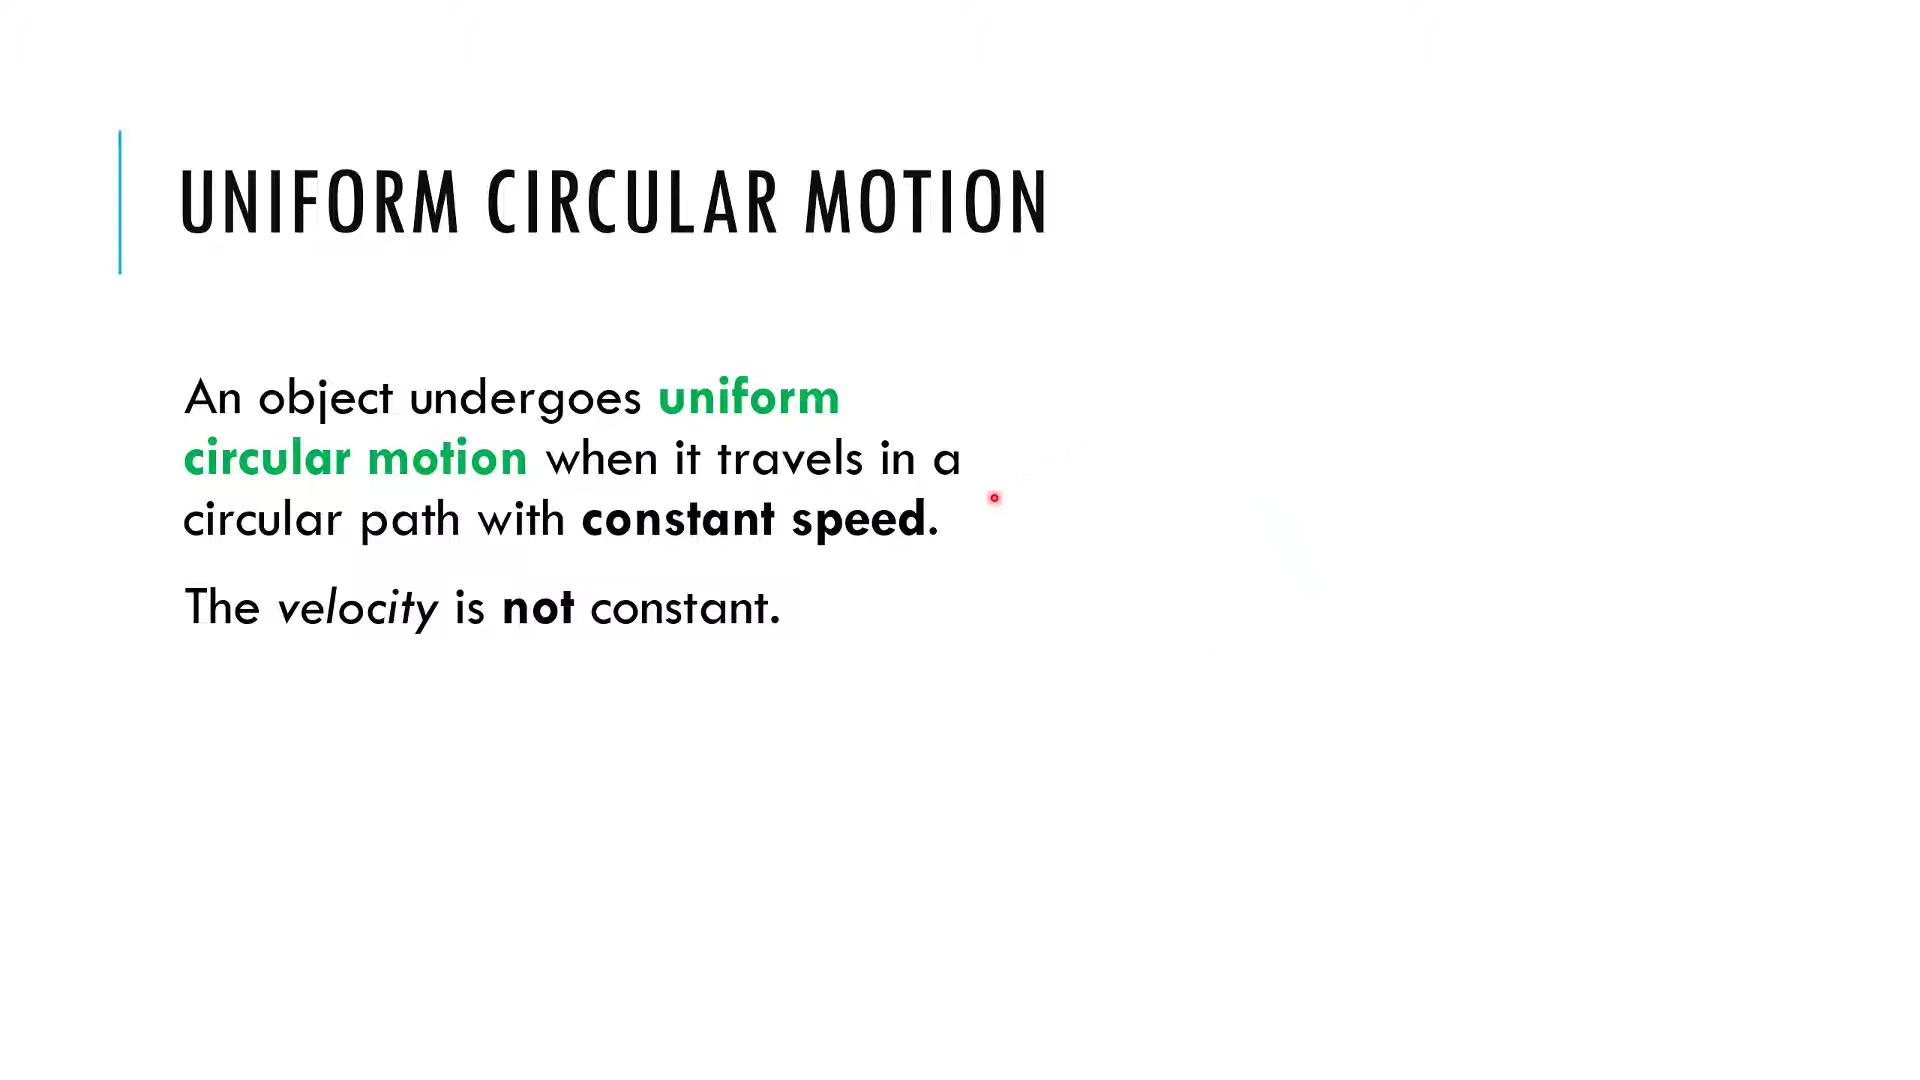 UNIFORM CIRCULAR MOTION
An object undergoes uniform
circular motion when it travels in a
circular path with constant speed.
The velocity is not constant.